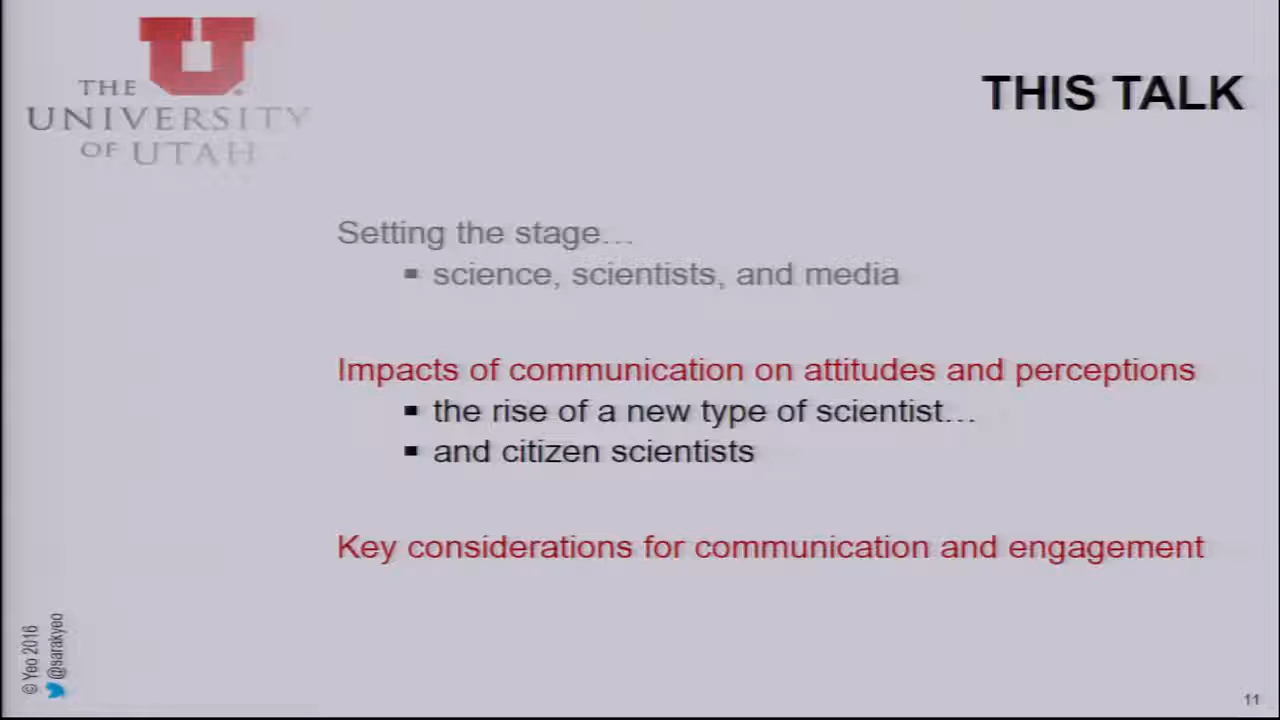 THE
UNIVERSITY
OF UTAH
THIS TALK
Setting the stage…
▪ science, scientists, and media
Impacts of communication on attitudes and perceptions
▪ the rise of a new type of scientist…
▪ and citizen scientists
Key considerations for communication and engagement
© Yeo 2016
@sarakyeo
11